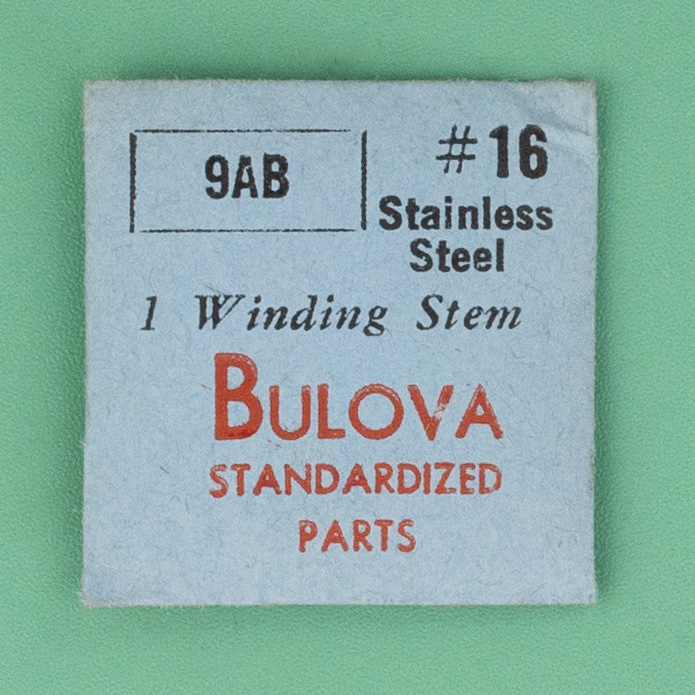 9AB
#16
Stainless
Steel
1 Winding Stem
BULOVA
STANDARDIZED
PARTS